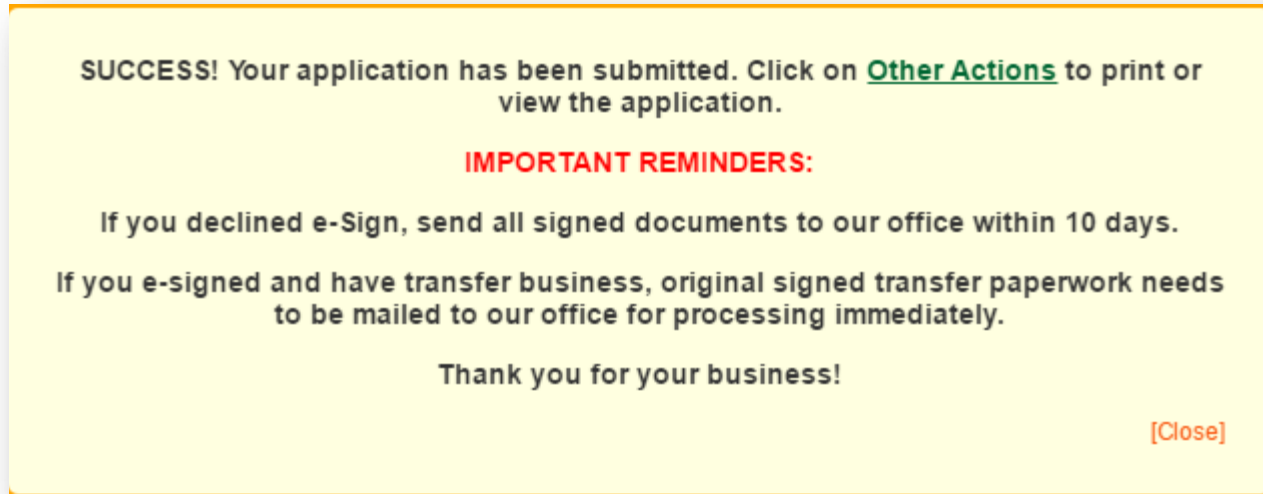 SUCCESS! Your application has been submitted. Click on Other Actions to print or
view the application.
IMPORTANT REMINDERS:
If you declined e-Sign, send all signed documents to our office within 10 days.
If you e-signed and have transfer business, original signed transfer paperwork needs
to be mailed to our office for processing immediately.
Thank you for your business!
[Close]